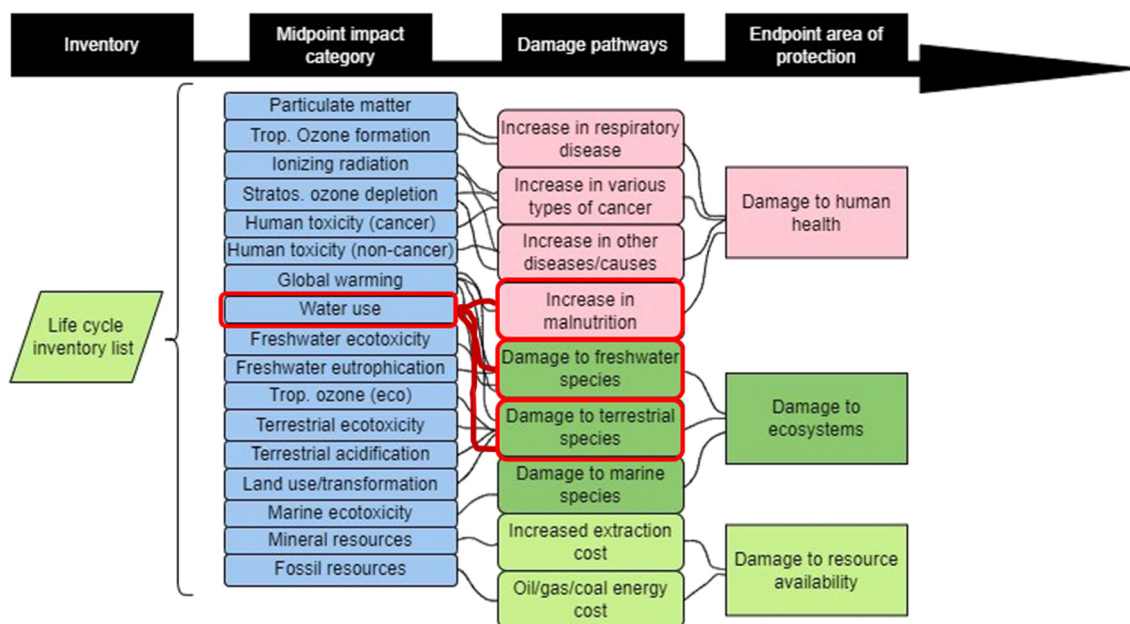 Inventory
Midpoint impact
category
Damage pathways
Endpoint area of
protection
Life cycle
inventory list
Particulate matter
Trop. Ozone formation
Ionizing radiation
Stratos. ozone depletion
Human toxicity (cancer)
Human toxicity (non-cancer)
Global warming
Water use
Freshwater ecotoxicity
Freshwater eutrophication
Trop. ozone (eco)
Terrestrial ecotoxicity
Terrestrial acidification
Land use/transformation
Marine ecotoxicity
Mineral resources
Fossil resources
Increase in respiratory
disease
Increase in various
types of cancer
Increase in other
diseases/causes
Increase in
malnutrition
Damage to freshwater
species
Damage to terrestrial
species
Damage to marine
species
Increased extraction
cost
Oil/gas/coal energy
cost
Damage to human
health
Damage to
ecosystems
Damage to resource
availability